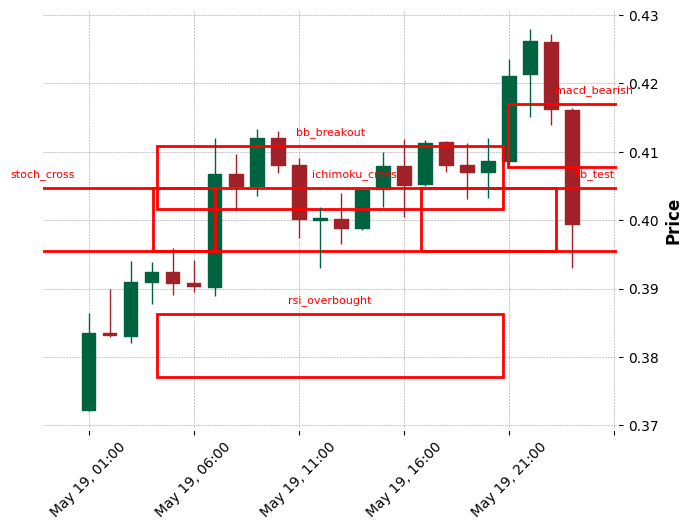 0.43
0.42
macd_bearish
bb_breakout
0.41
stoch_cross
ichimoku_cross
b_test
0.40
Price
0.39
rsi_overbought
0.38
0.37
May 19, 01:00
May 19, 06:00
May 19, 11:00
May 19, 16:00
May 19, 21:00